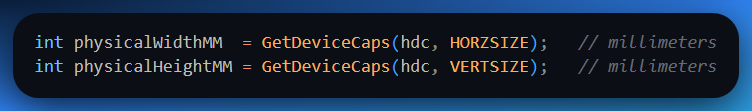 int physicalWidthMM  = GetDeviceCaps(hdc, HORZSIZE);   // millimeters
int physicalHeightMM = GetDeviceCaps(hdc, VERTSIZE);   // millimeters